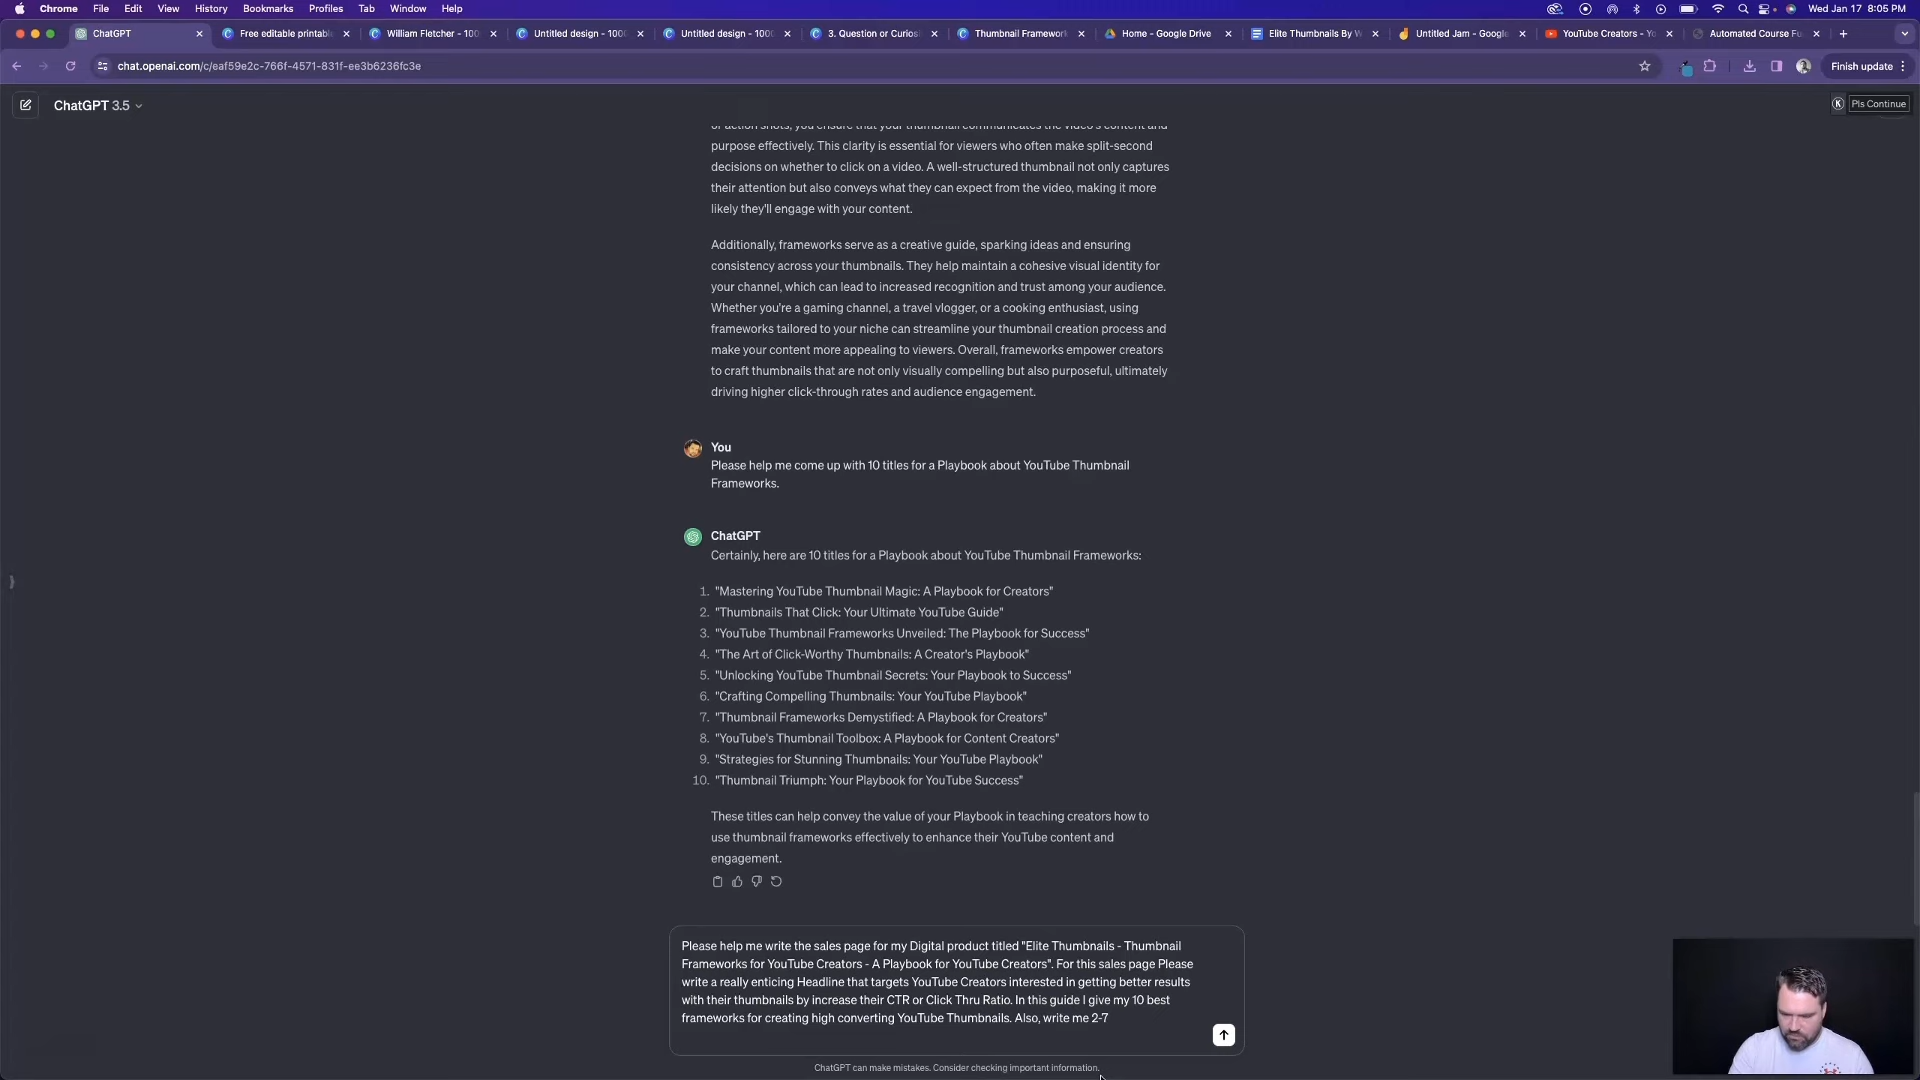 Chrome File Edit View History Bookmarks Profiles Tab Window Help Wed Jan 17 8:05 PM
ChatGPT Free editable printable William Fletcher - 100 Untitled design - 100 Untitled design - 100 3. Question or Curios Thumbnail Framework Home - Google Drive Elite Thumbnails By W Untitled Jam - Google YouTube Creators - Yo Automated Course Fu
chat.openai.com/c/eaf59e2c-766f-4571-831f-ee3b6236fc3e Finish update
ChatGPT 3.5 K Pls Continue
or action shots, you ensure that your thumbnail communicates the video's content and
purpose effectively. This clarity is essential for viewers who often make split-second
decisions on whether to click on a video. A well-structured thumbnail not only captures
their attention but also conveys what they can expect from the video, making it more
likely they'll engage with your content.
Additionally, frameworks serve as a creative guide, sparking ideas and ensuring
consistency across your thumbnails. They help maintain a cohesive visual identity for
your channel, which can lead to increased recognition and trust among your audience.
Whether you're a gaming channel, a travel vlogger, or a cooking enthusiast, using
frameworks tailored to your niche can streamline your thumbnail creation process and
make your content more appealing to viewers. Overall, frameworks empower creators
to craft thumbnails that are not only visually compelling but also purposeful, ultimately
driving higher click-through rates and audience engagement.
You
Please help me come up with 10 titles for a Playbook about YouTube Thumbnail
Frameworks.
ChatGPT
Certainly, here are 10 titles for a Playbook about YouTube Thumbnail Frameworks:
1. "Mastering YouTube Thumbnail Magic: A Playbook for Creators"
2. "Thumbnails That Click: Your Ultimate YouTube Guide"
3. "YouTube Thumbnail Frameworks Unveiled: The Playbook for Success"
4. "The Art of Click-Worthy Thumbnails: A Creator's Playbook"
5. "Unlocking YouTube Thumbnail Secrets: Your Playbook to Success"
6. "Crafting Compelling Thumbnails: Your YouTube Playbook"
7. "Thumbnail Frameworks Demystified: A Playbook for Creators"
8. "YouTube's Thumbnail Toolbox: A Playbook for Content Creators"
9. "Strategies for Stunning Thumbnails: Your YouTube Playbook"
10. "Thumbnail Triumph: Your Playbook for YouTube Success"
These titles can help convey the value of your Playbook in teaching creators how to
use thumbnail frameworks effectively to enhance their YouTube content and
engagement.
Please help me write the sales page for my Digital product titled "Elite Thumbnails - Thumbnail
Frameworks for YouTube Creators - A Playbook for YouTube Creators". For this sales page Please
write a really enticing Headline that targets YouTube Creators interested in getting better results
with their thumbnails by increase their CTR or Click Thru Ratio. In this guide I give my 10 best
frameworks for creating high converting YouTube Thumbnails. Also, write me 2-7
ChatGPT can make mistakes. Consider checking important information.